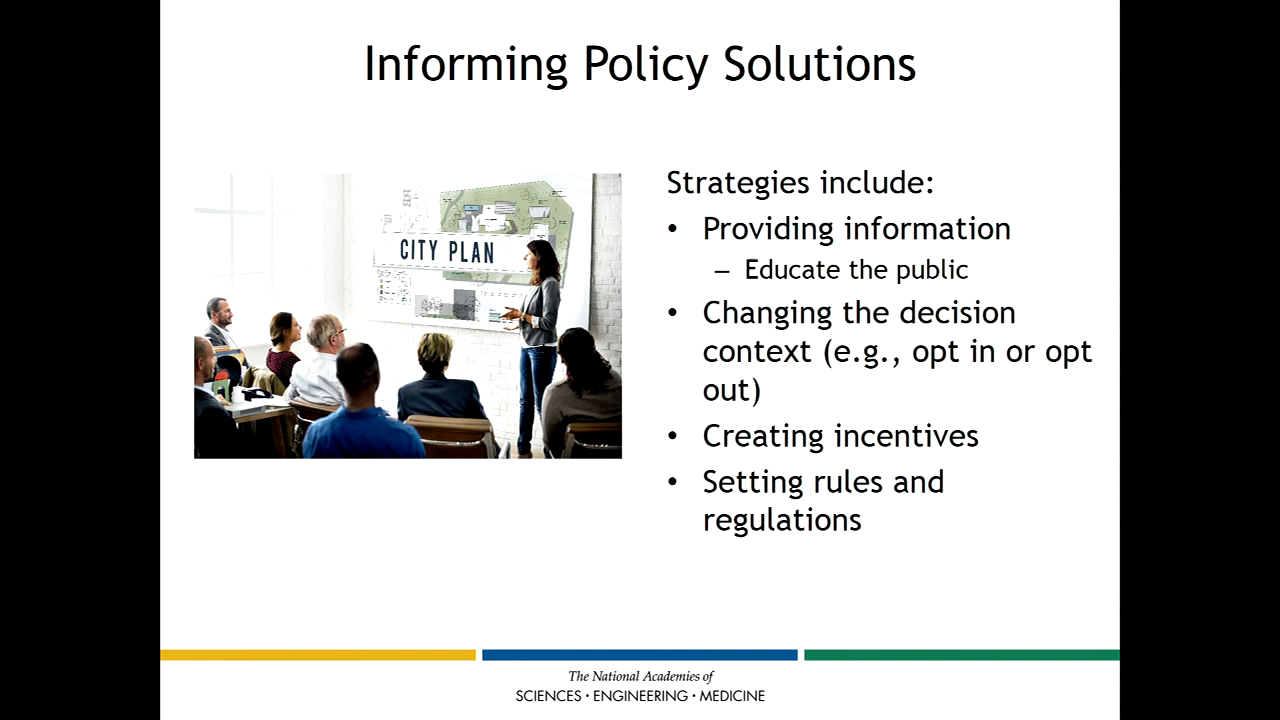 Informing Policy Solutions
CITY PLAN
Strategies include:
• Providing information
– Educate the public
• Changing the decision
context (e.g., opt in or opt
out)
• Creating incentives
• Setting rules and
regulations
The National Academies of
SCIENCES · ENGINEERING · MEDICINE